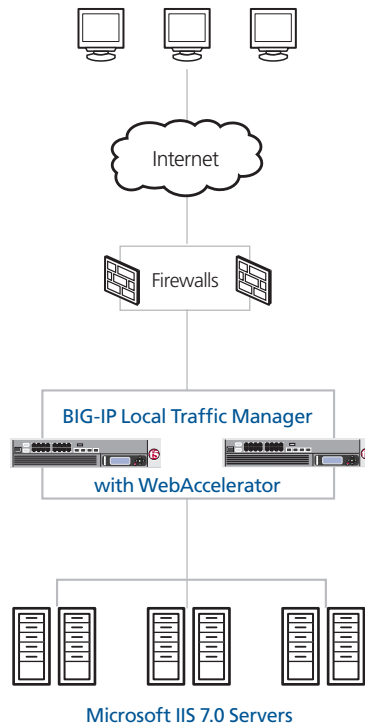 Internet
Firewalls
BIG-IP Local Traffic Manager
with WebAccelerator
Microsoft IIS 7.0 Servers